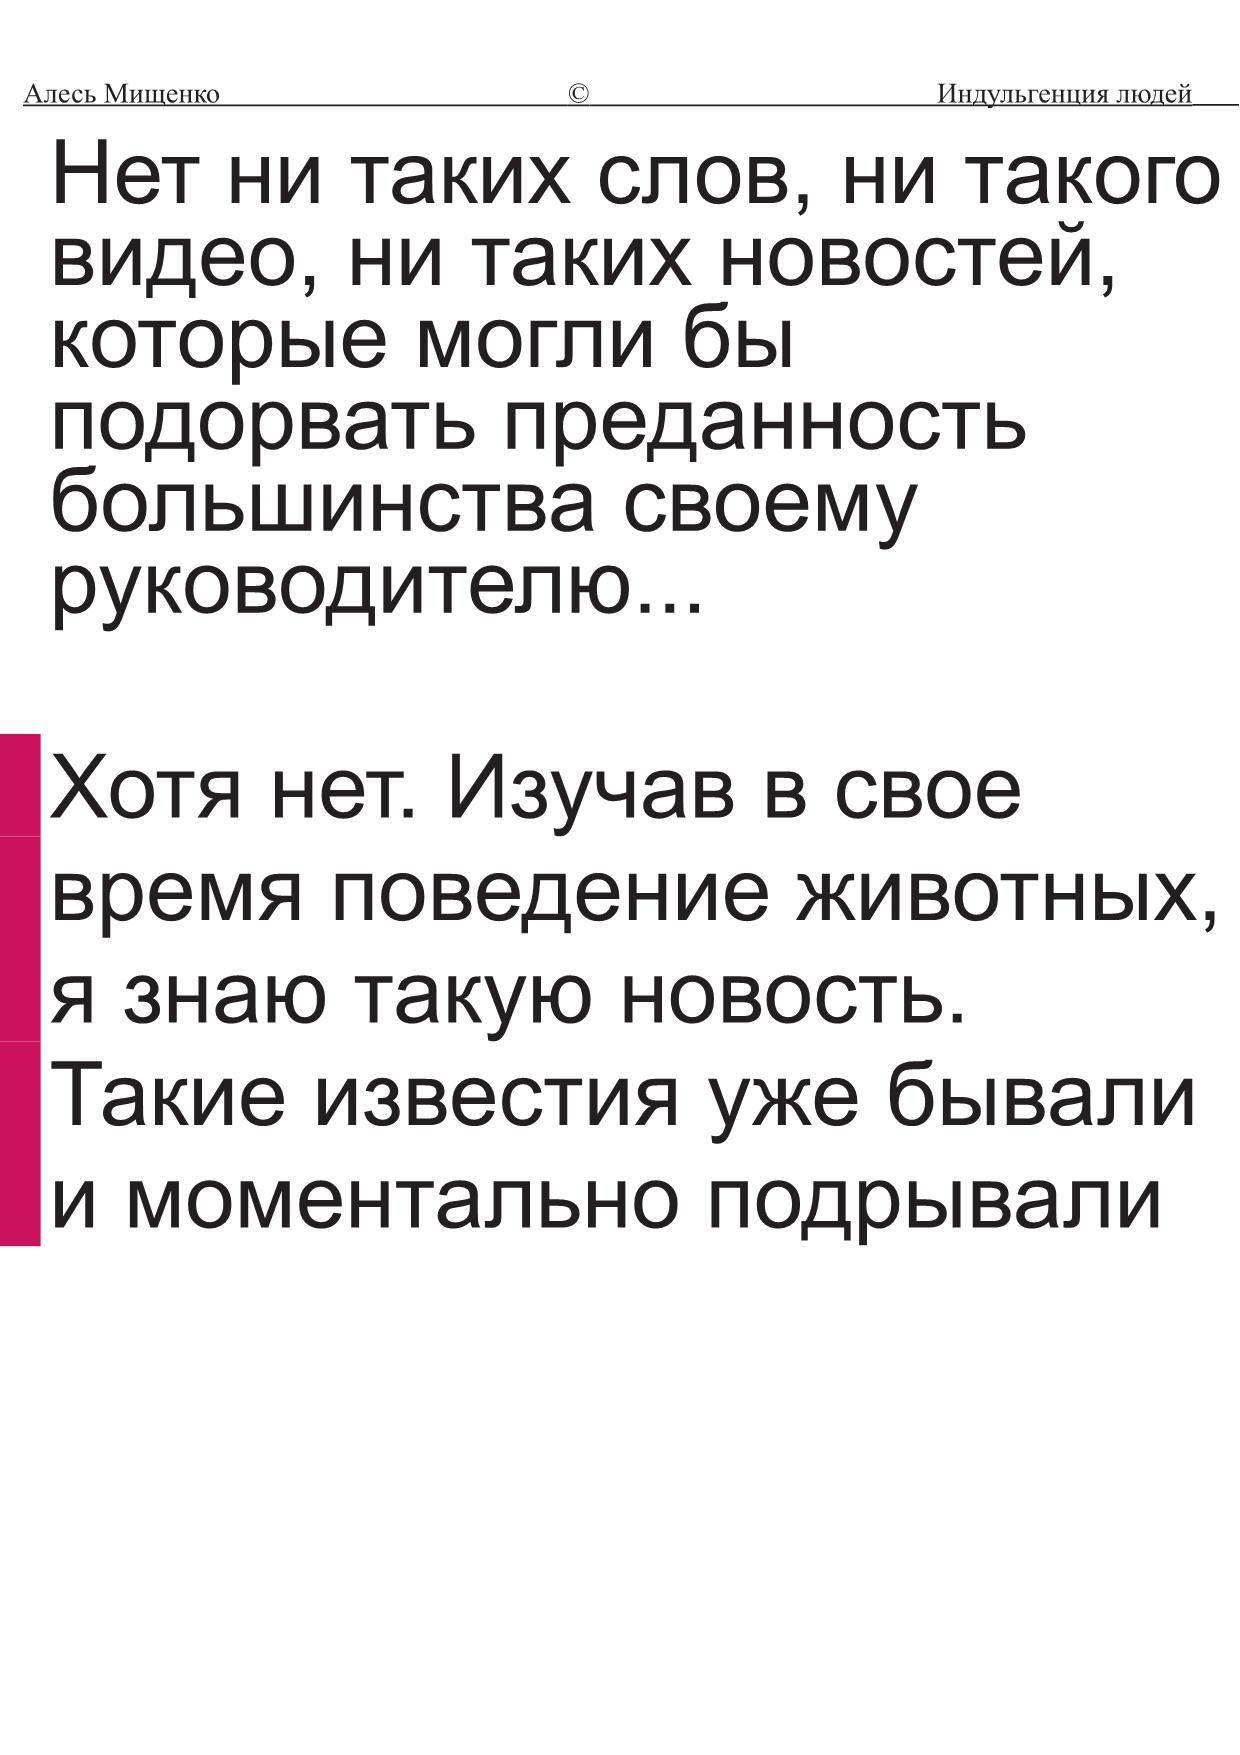 Алесь Мищенко © Индульгенция людей
Нет ни таких слов, ни такого
видео, ни таких новостей,
которые могли бы
подорвать преданность
большинства своему
руководителю...
Хотя нет. Изучав в свое
время поведение животных,
я знаю такую новость.
Такие известия уже бывали
и моментально подрывали